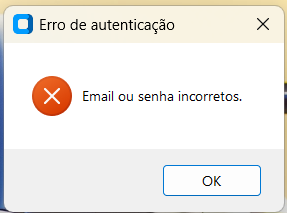 Erro de autenticação
Email ou senha incorretos.
OK